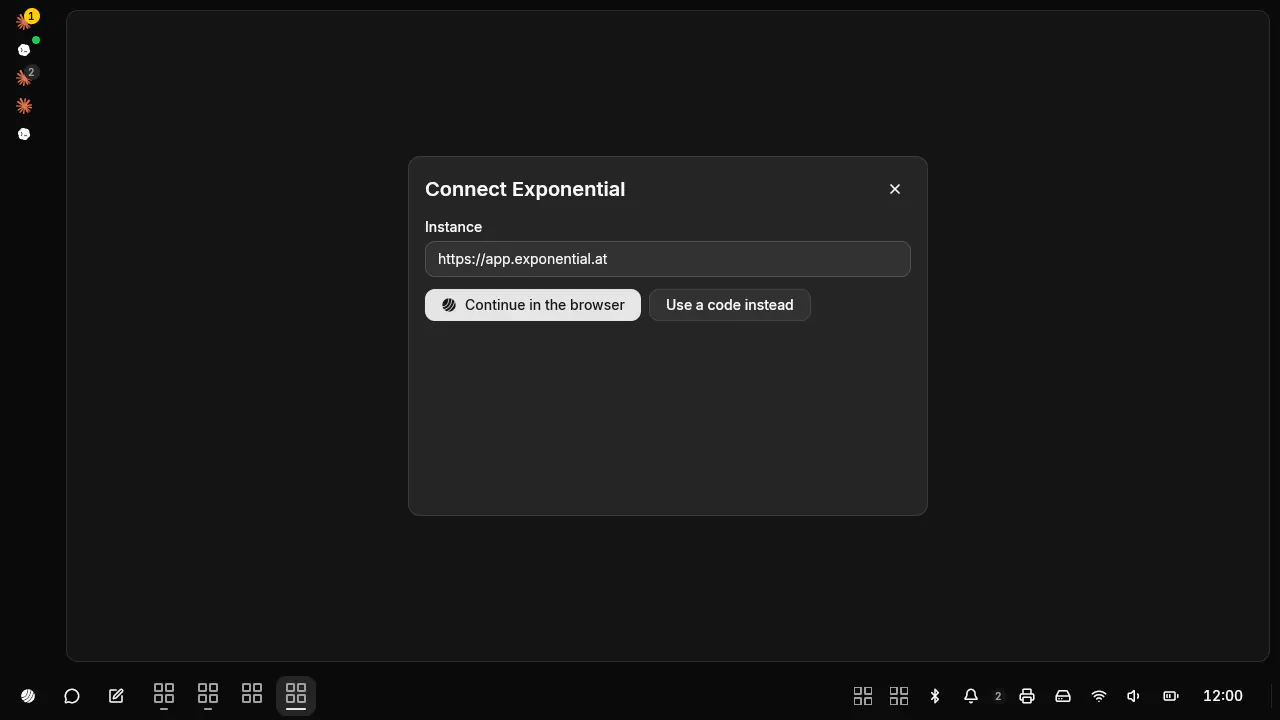 1
2
Connect Exponential
Instance
https://app.exponential.at
Continue in the browser
Use a code instead
2
12:00